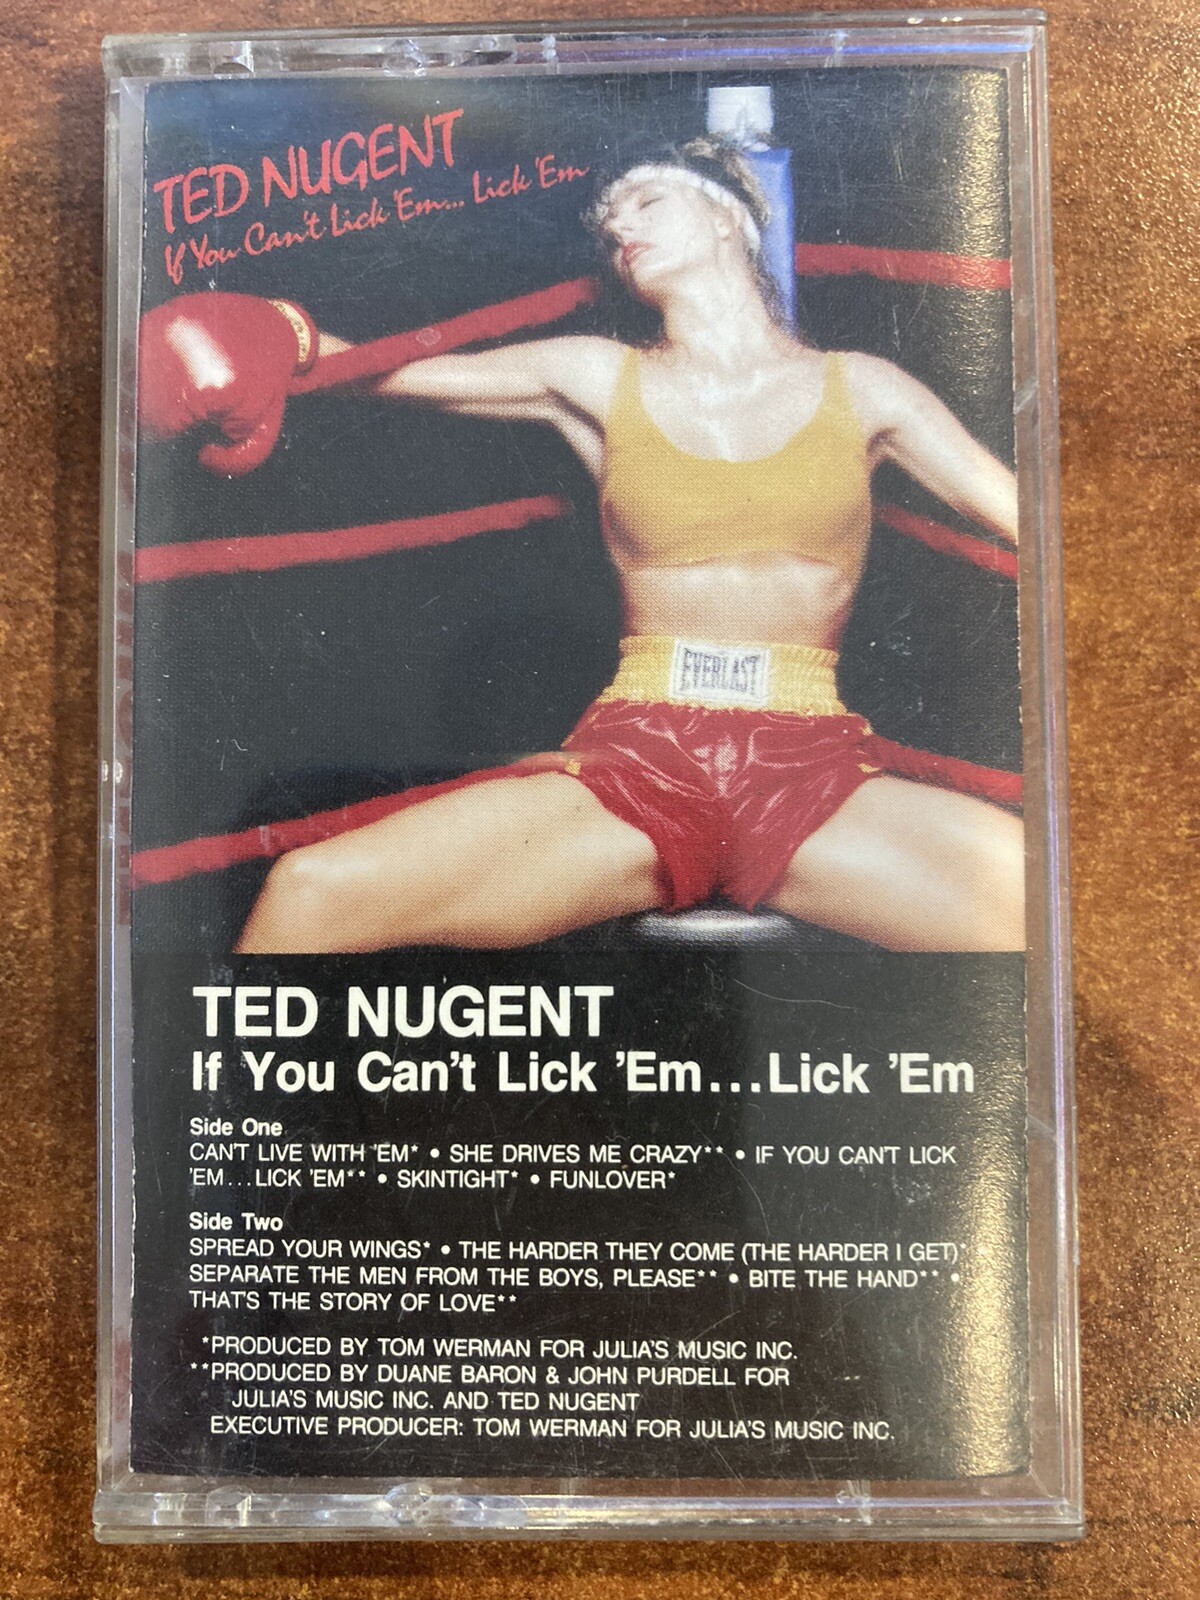 TED NUGENT
If You Can't Lick 'Em... Lick 'Em
EVERLAST
TED NUGENT
If You Can't Lick 'Em...Lick 'Em
Side One
CAN'T LIVE WITH 'EM* • SHE DRIVES ME CRAZY** • IF YOU CAN'T LICK
'EM...LICK 'EM** • SKINTIGHT* • FUNLOVER*
Side Two
SPREAD YOUR WINGS* • THE HARDER THEY COME (THE HARDER I GET)* •
SEPARATE THE MEN FROM THE BOYS, PLEASE** • BITE THE HAND** •
THAT'S THE STORY OF LOVE**
*PRODUCED BY TOM WERMAN FOR JULIA'S MUSIC INC.
**PRODUCED BY DUANE BARON & JOHN PURDELL FOR
JULIA'S MUSIC INC. AND TED NUGENT
EXECUTIVE PRODUCER: TOM WERMAN FOR JULIA'S MUSIC INC.